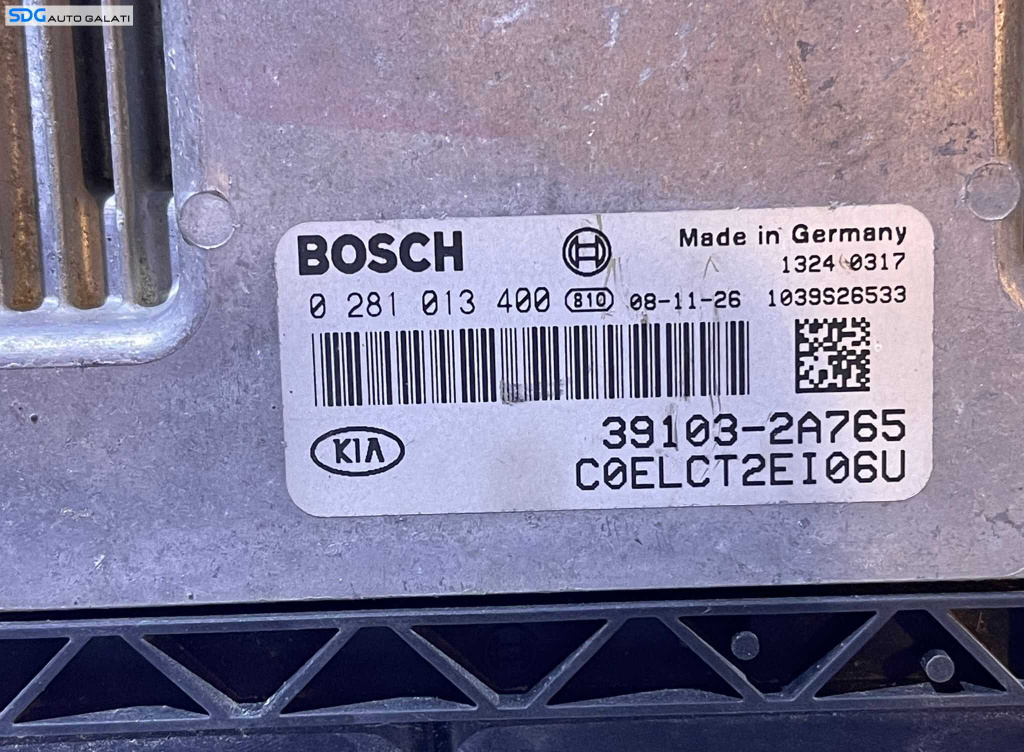 SDG AUTO GALATI
BOSCH Made in Germany
1324 0317
0 281 013 400 810 08-11-26 1039S26533
39103-2A765
KIA
C0ELCT2EI06U